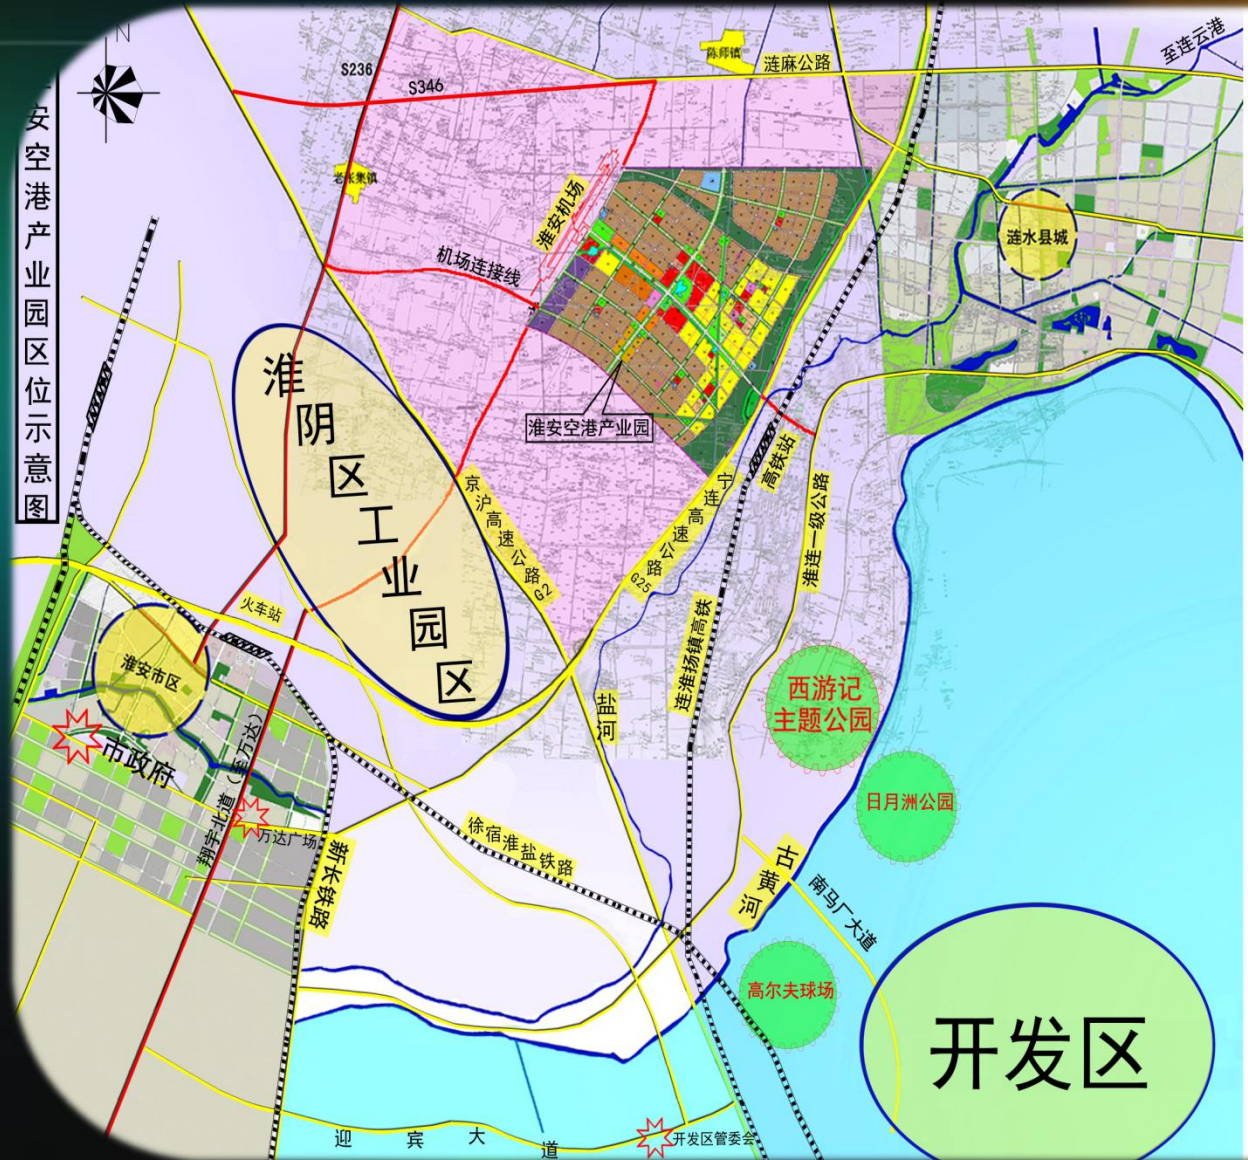 N
安空港产业园区位示意图
S236
S346
陈师镇
涟麻公路
至连云港
老张集镇
淮安机场
机场连接线
涟水县城
淮阴区工业园区
淮安空港产业园
高铁站
京沪高速公路G2
宁连高速公路G25
淮连一级公路
连淮扬镇高铁
火车站
淮安市区
市政府
翔宇北道（至万达）
万达广场
新长铁路
盐河
徐宿淮盐铁路
西游记
主题公园
日月洲公园
古黄河
南马厂大道
高尔夫球场
开发区
迎宾大道
开发区管委会